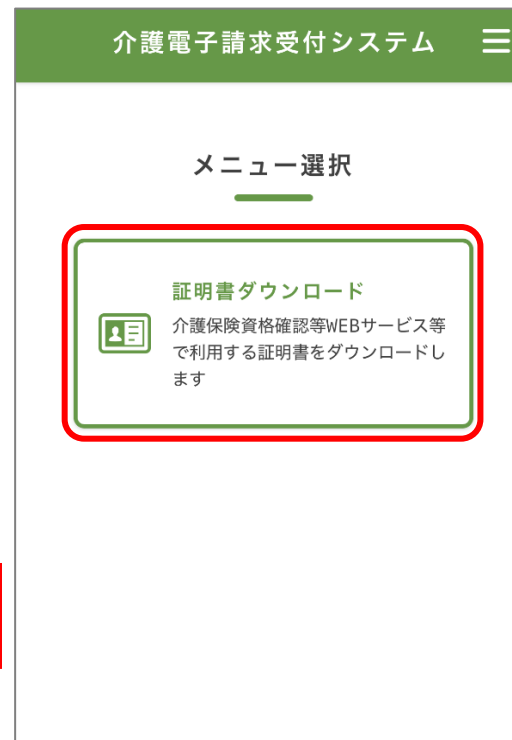 介護電子請求受付システム
メニュー選択
証明書ダウンロード
介護保険資格確認等WEBサービス等
で利用する証明書をダウンロードし
ます